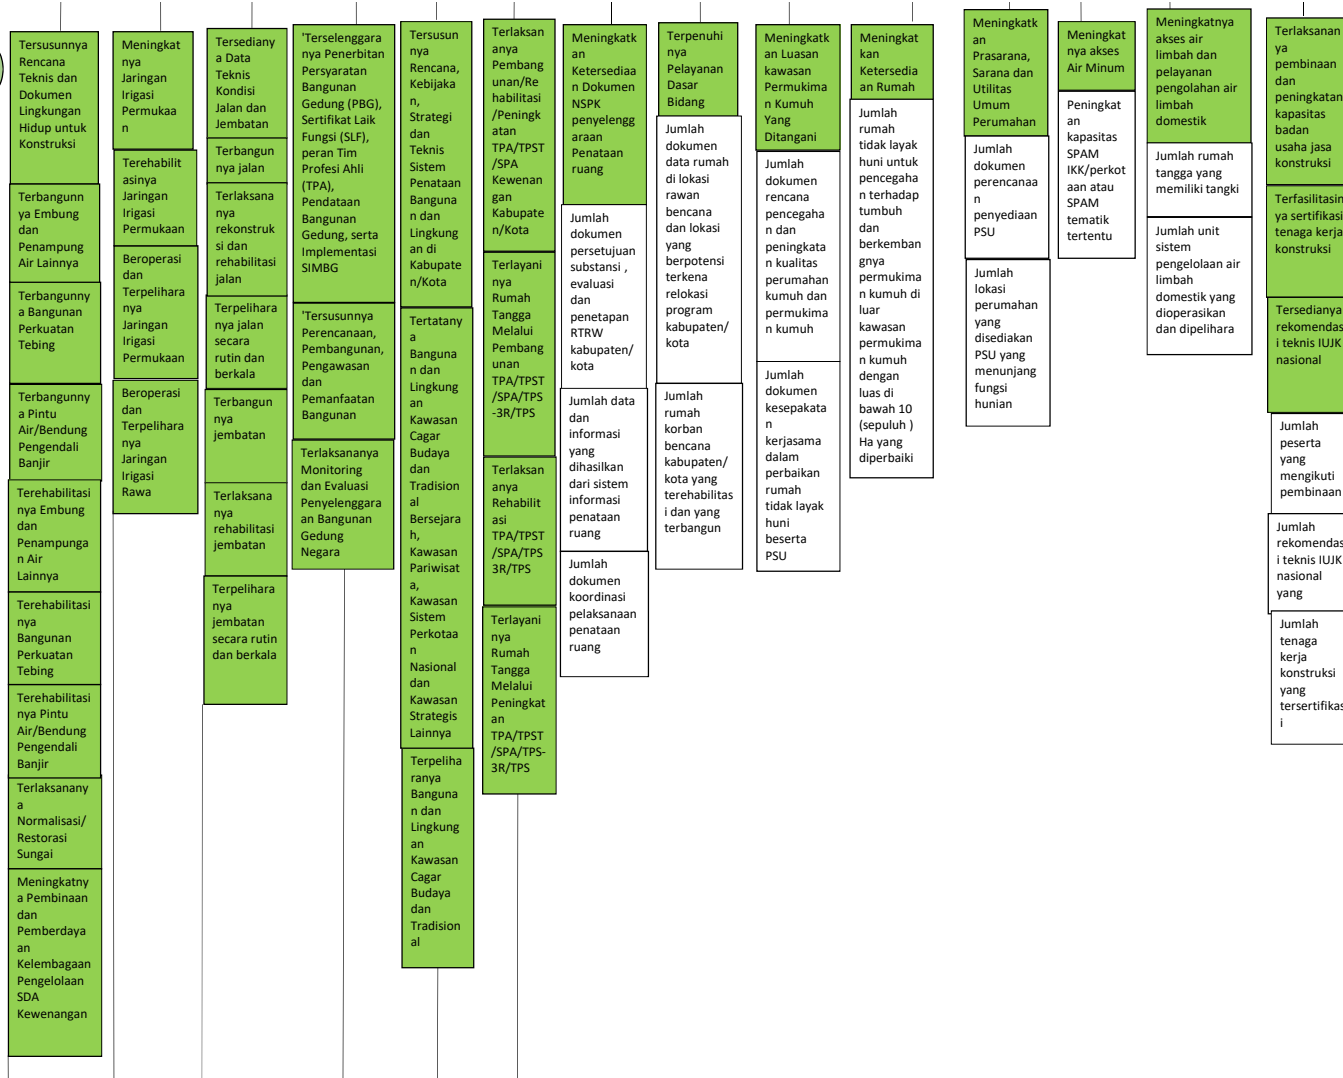 Tersusunnya
Rencana
Teknis dan
Dokumen
Lingkungan
Hidup untuk
Konstruksi
Terbangunn
ya Embung
dan
Penampung
Air Lainnya
Terbangunny
a Bangunan
Perkuatan
Tebing
Terbangunny
a Pintu
Air/Bendung
Pengendali
Banjir
Terehabilitasi
nya Embung
dan
Penampunga
n Air
Lainnya
Terehabilitasi
nya
Bangunan
Perkuatan
Tebing
Terehabilitasi
nya Pintu
Air/Bendung
Pengendali
Banjir
Terlaksanany
a
Normalisasi/
Restorasi
Sungai
Meningkatny
a Pembinaan
dan
Pemberdaya
an
Kelembagaan
Pengelolaan
SDA
Kewenangan
Meningkat
nya
Jaringan
Irigasi
Permukaa
n
Terehabilit
asinya
Jaringan
Irigasi
Permukaan
Beroperasi
dan
Terpelihara
nya
Jaringan
Irigasi
Permukaan
Beroperasi
dan
Terpelihara
nya
Jaringan
Irigasi
Rawa
Tersediany
a Data
Teknis
Kondisi
Jalan dan
Jembatan
Terbangun
nya jalan
Terlaksana
nya
rekonstruk
si dan
rehabilitasi
jalan
Terpelihara
nya jalan
secara
rutin dan
berkala
Terbangun
nya
jembatan
Terlaksana
nya
rehabilitasi
jembatan
Terpelihara
nya
jembatan
secara rutin
dan berkala
'Terselenggara
nya Penerbitan
Persyaratan
Bangunan
Gedung (PBG),
Sertifikat Laik
Fungsi (SLF),
peran Tim
Profesi Ahli
(TPA),
Pendataan
Bangunan
Gedung, serta
Implementasi
SIMBG
'Tersusunnya
Perencanaan,
Pembangunan,
Pengawasan
dan
Pemanfaatan
Bangunan
Terlaksananya
Monitoring
dan Evaluasi
Penyelenggara
an Bangunan
Gedung
Negara
Tersusun
nya
Rencana,
Kebijaka
n,
Strategi
dan
Teknis
Sistem
Penataan
Banguna
n dan
Lingkung
an di
Kabupate
n/Kota
Tertatany
a
Banguna
n dan
Lingkung
an
Kawasan
Cagar
Budaya
dan
Tradision
al
Bersejara
h,
Kawasan
Pariwisat
a,
Kawasan
Sistem
Perkotaa
n
Nasional
dan
Kawasan
Strategis
Lainnya
Terpeliha
ranya
Banguna
n dan
Lingkung
an
Kawasan
Cagar
Budaya
dan
Tradision
al
Terlaksan
anya
Pembang
unan/Re
habilitasi
/Peningk
atan
TPA/TPST
/SPA
Kewenan
gan
Kabupate
n/Kota
Terlayani
nya
Rumah
Tangga
Melalui
Pembang
unan
TPA/TPST
/SPA/TPS
-3R/TPS
Terlaksan
anya
Rehabilit
asi
TPA/TPST
/SPA/TPS
3R/TPS
Terlayani
nya
Rumah
Tangga
Melalui
Peningkat
an
TPA/TPST
/SPA/TPS-
3R/TPS
Meningkatk
an
Ketersediaa
n Dokumen
NSPK
penyelengg
araan
Penataan
ruang
Jumlah
dokumen
persetujuan
substansi ,
evaluasi
dan
penetapan
RTRW
kabupaten/
kota
Jumlah data
dan
informasi
yang
dihasilkan
dari sistem
informasi
penataan
ruang
Jumlah
dokumen
koordinasi
pelaksanaan
penataan
ruang
Terpenuhi
nya
Pelayanan
Dasar
Bidang
Jumlah
dokumen
data rumah
di lokasi
rawan
bencana
dan lokasi
yang
berpotensi
terkena
relokasi
program
kabupaten/
kota
Jumlah
rumah
korban
bencana
kabupaten/
kota yang
terehabilitas
i dan yang
terbangun
Meningkatk
an Luasan
kawasan
Permukima
n Kumuh
Yang
Ditangani
Jumlah
dokumen
rencana
pencegaha
n dan
peningkata
n kualitas
perumahan
kumuh dan
permukima
n kumuh
Jumlah
dokumen
kesepakata
n
kerjasama
dalam
perbaikan
rumah
tidak layak
huni
beserta
PSU
Meningkat
kan
Ketersedia
an Rumah
Jumlah
rumah
tidak layak
huni untuk
pencegaha
n terhadap
tumbuh
dan
berkemban
gnya
permukima
n kumuh di
luar
kawasan
permukima
n kumuh
dengan
luas di
bawah 10
(sepuluh )
Ha yang
diperbaiki
Meningkatk
an
Prasarana,
Sarana dan
Utilitas
Umum
Perumahan
Jumlah
dokumen
perencanaa
n
penyediaan
PSU
Jumlah
lokasi
perumahan
yang
disediakan
PSU yang
menunjang
fungsi
hunian
Meningkat
nya akses
Air Minum
Peningkat
an
kapasitas
SPAM
IKK/perkot
aan atau
SPAM
tematik
tertentu
Meningkatnya
akses air
limbah dan
pelayanan
pengolahan air
limbah
domestik
Jumlah rumah
tangga yang
memiliki tangki
Jumlah unit
sistem
pengelolaan air
limbah
domestik yang
dioperasikan
dan dipelihara
Terlaksanan
ya
pembinaan
dan
peningkatan
kapasitas
badan
usaha jasa
konstruksi
Terfasilitasin
ya sertifikasi
tenaga kerja
konstruksi
Tersedianya
rekomendas
i teknis IUJK
nasional
Jumlah
peserta
yang
mengikuti
pembinaan
Jumlah
rekomendas
i teknis IUJK
nasional
yang
Jumlah
tenaga
kerja
konstruksi
yang
tersertifikas
i